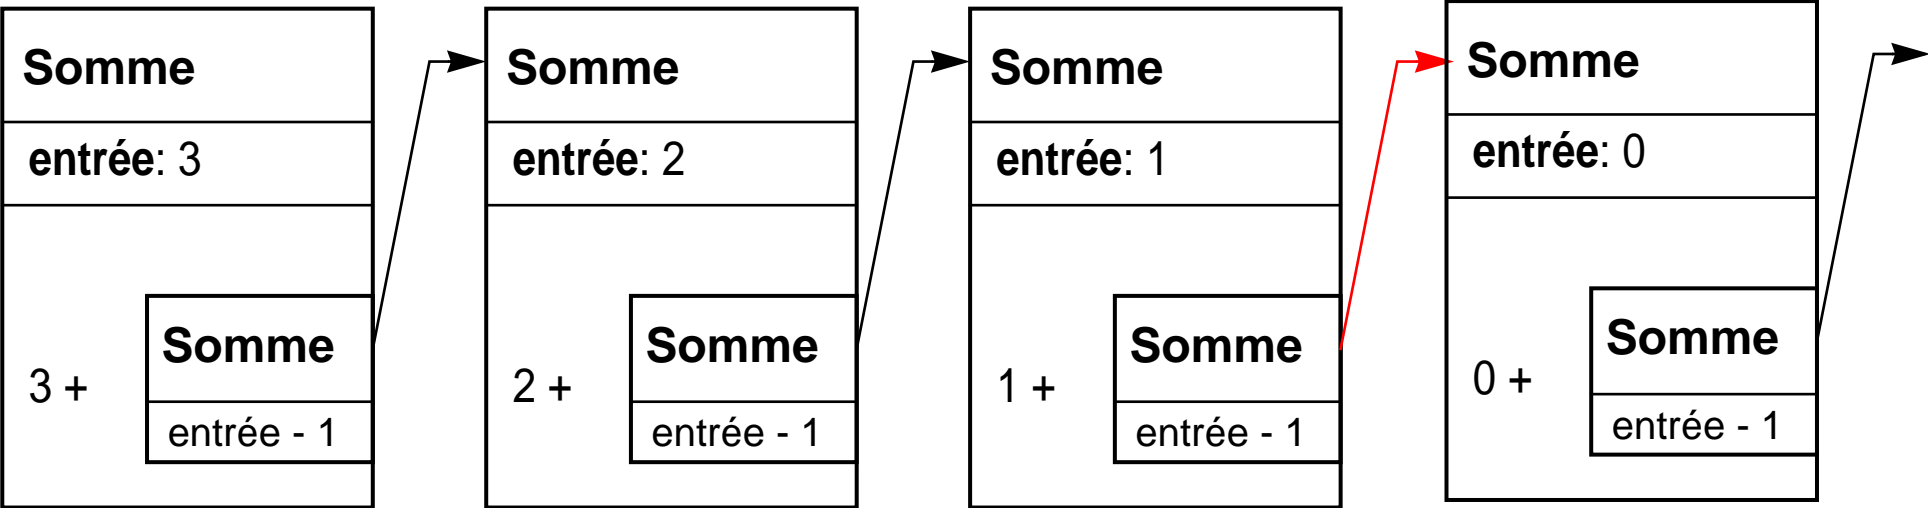 Somme
entrée: 3
3 +
Somme
entrée - 1
Somme
entrée: 2
2 +
Somme
entrée - 1
Somme
entrée: 1
1 +
Somme
entrée - 1
Somme
entrée: 0
0 +
Somme
entrée - 1